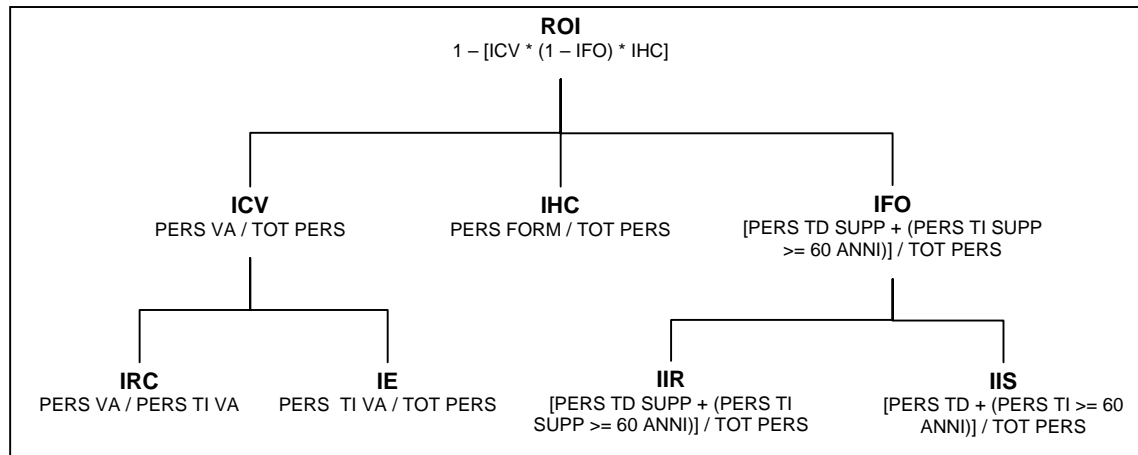 ROI
1 – [ICV * (1 – IFO) * IHC]
ICV
PERS VA / TOT PERS
IHC
PERS FORM / TOT PERS
IFO
[PERS TD SUPP + (PERS TI SUPP
>= 60 ANNI)] / TOT PERS
IRC
PERS VA / PERS TI VA
IE
PERS TI VA / TOT PERS
IIR
[PERS TD SUPP + (PERS TI
SUPP >= 60 ANNI)] / TOT PERS
IIS
[PERS TD + (PERS TI >= 60
ANNI)] / TOT PERS